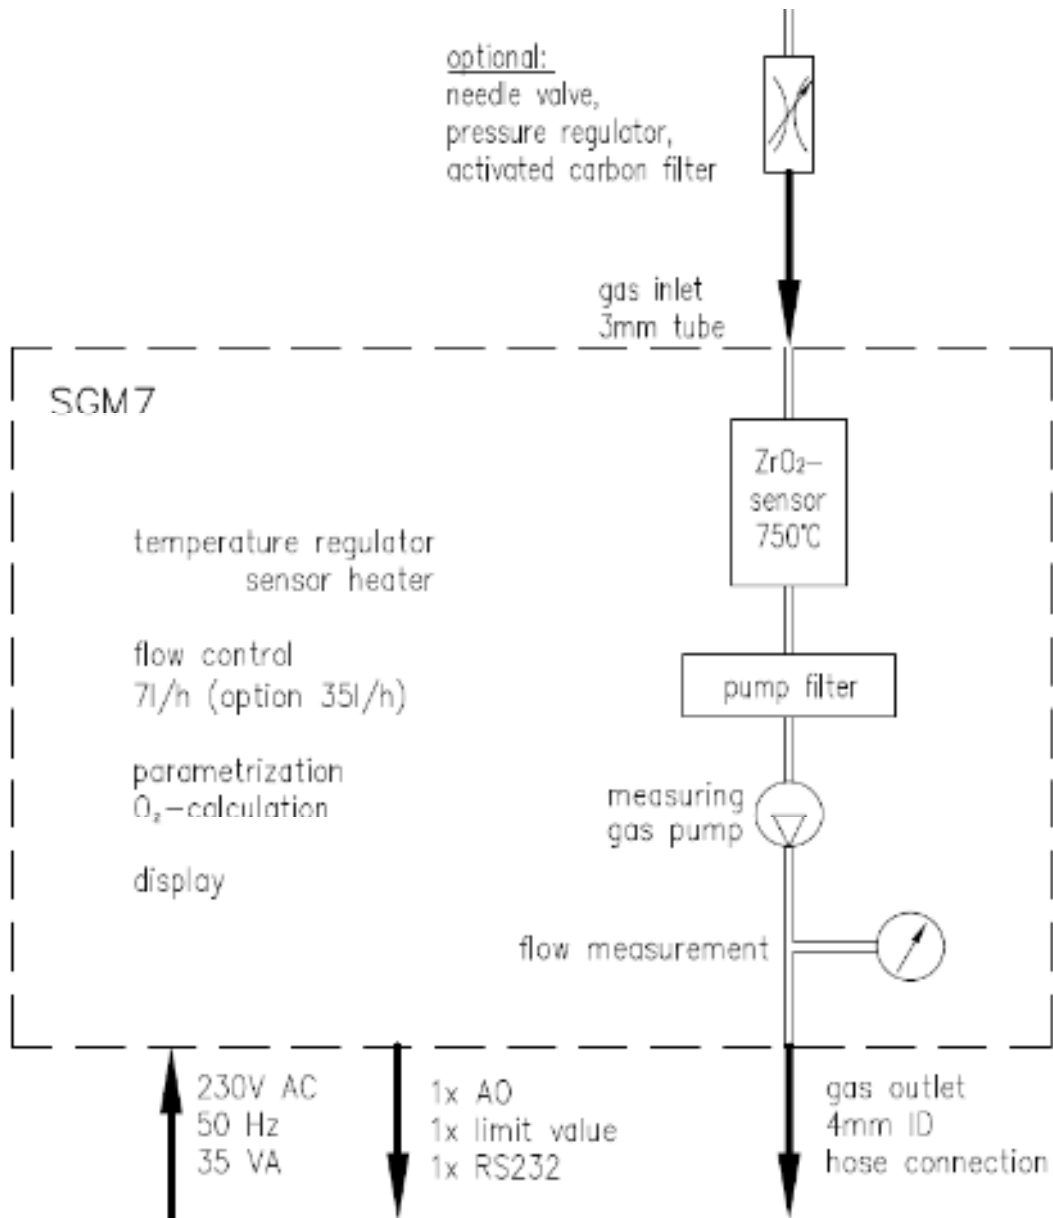 optional:
needle valve,
pressure regulator,
activated carbon filter
gas inlet
3mm tube
SGM7
ZrO₂–
sensor
750°C
temperature regulator
sensor heater
flow control
7l/h (option 35l/h)
pump filter
parametrization
O₂–calculation
measuring
gas pump
display
flow measurement
230V AC
50 Hz
35 VA
1x AO
1x limit value
1x RS232
gas outlet
4mm ID
hose connection